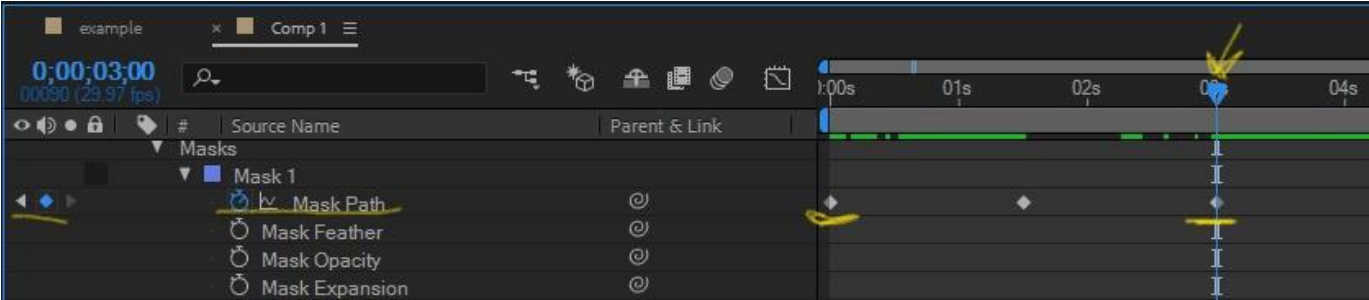 example × Comp 1
0;00;03;00
00090 (29.97 fps)
:00s 01s 02s 04s
# Source Name Parent & Link
Masks
Mask 1
Mask Path
Mask Feather
Mask Opacity
Mask Expansion